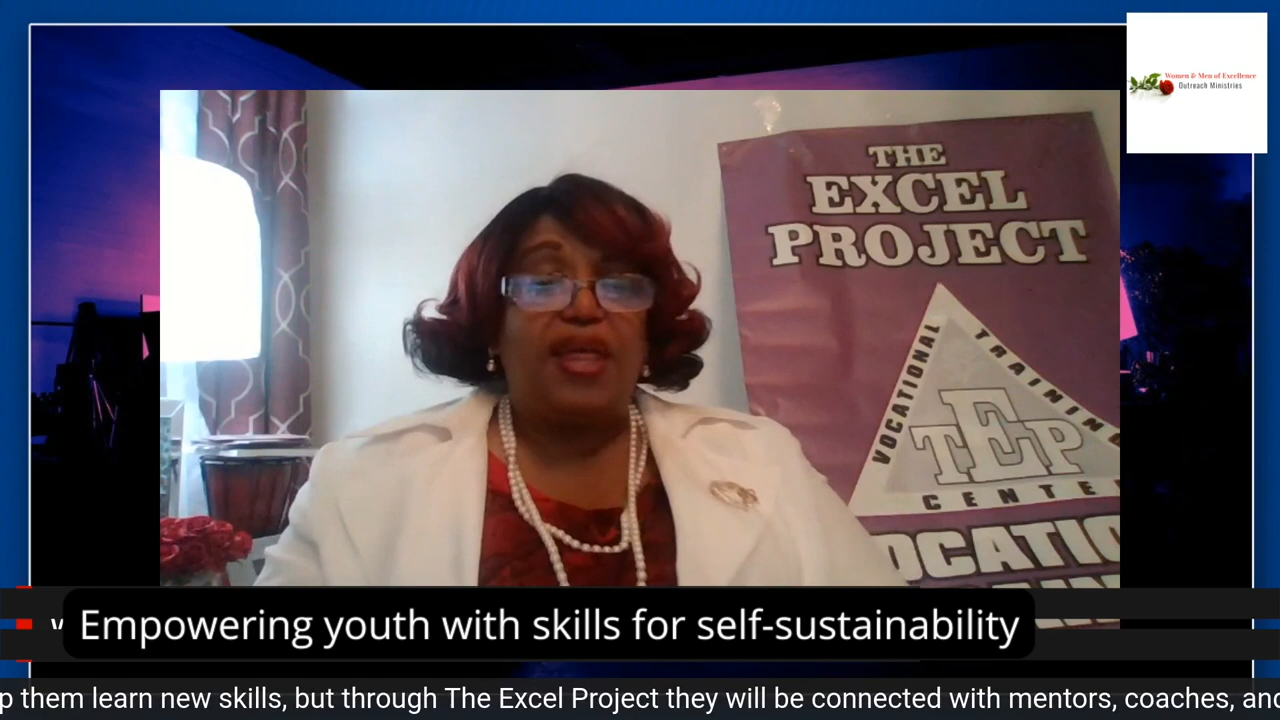 Women & Men of Excellence
Outreach Ministries
THE
EXCEL
PROJECT
VOCATIONAL
TRAINING
TEP
CENTER
Empowering youth with skills for self-sustainability
them learn new skills, but through The Excel Project they will be connected with mentors, coaches, and